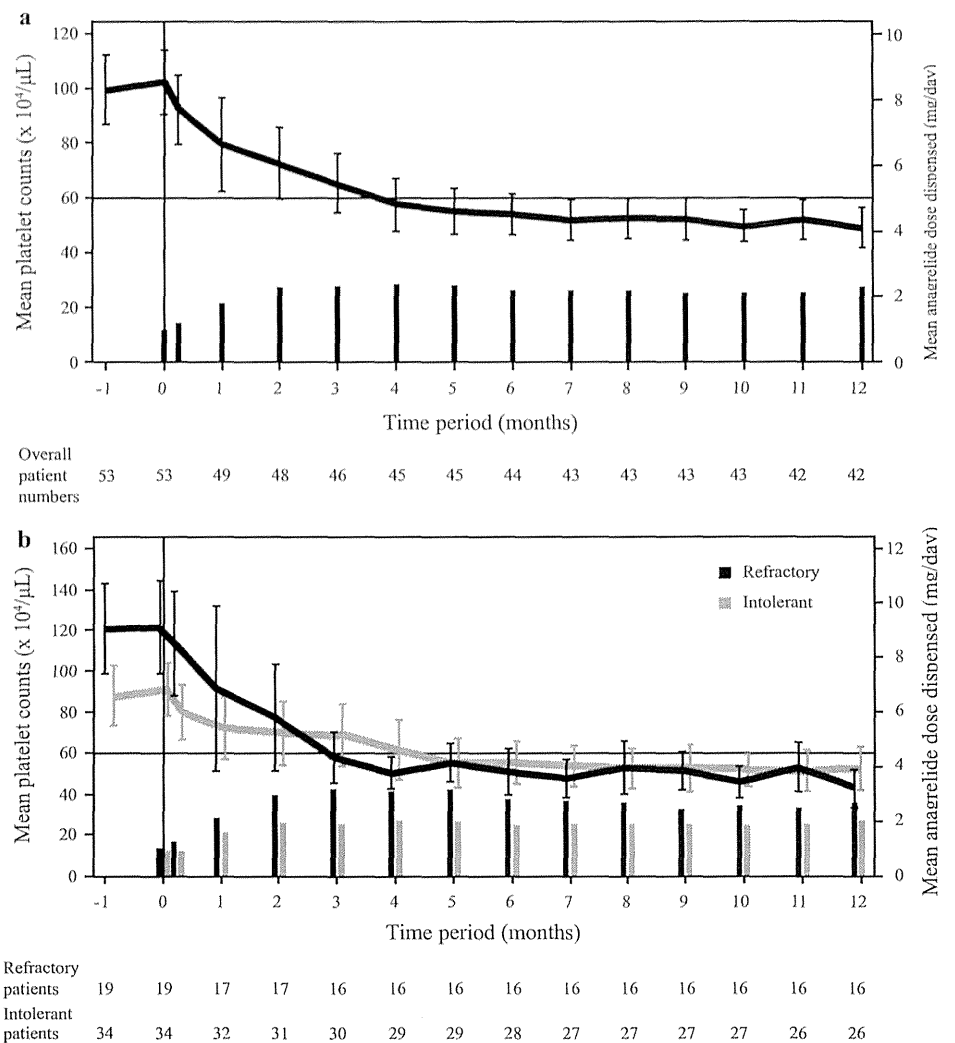 a
Mean platelet counts (x 10⁴/μL)
120
100
80
60
40
20
0
10
8
6
4
2
0
Mean anagrelide dose dispensed (mg/day)
-1 0 1 2 3 4 5 6 7 8 9 10 11 12
Time period (months)
Overall
patient
numbers
53 53 49 48 46 45 45 44 43 43 43 43 42 42
b
Mean platelet counts (x 10⁴/μL)
160
140
120
100
80
60
40
20
0
Refractory
Intolerant
12
10
8
6
4
2
0
Mean anagrelide dose dispensed (mg/day)
-1 0 1 2 3 4 5 6 7 8 9 10 11 12
Time period (months)
Refractory
patients
19 19 17 17 16 16 16 16 16 16 16 16 16 16
Intolerant
patients
34 34 32 31 30 29 29 28 27 27 27 27 26 26